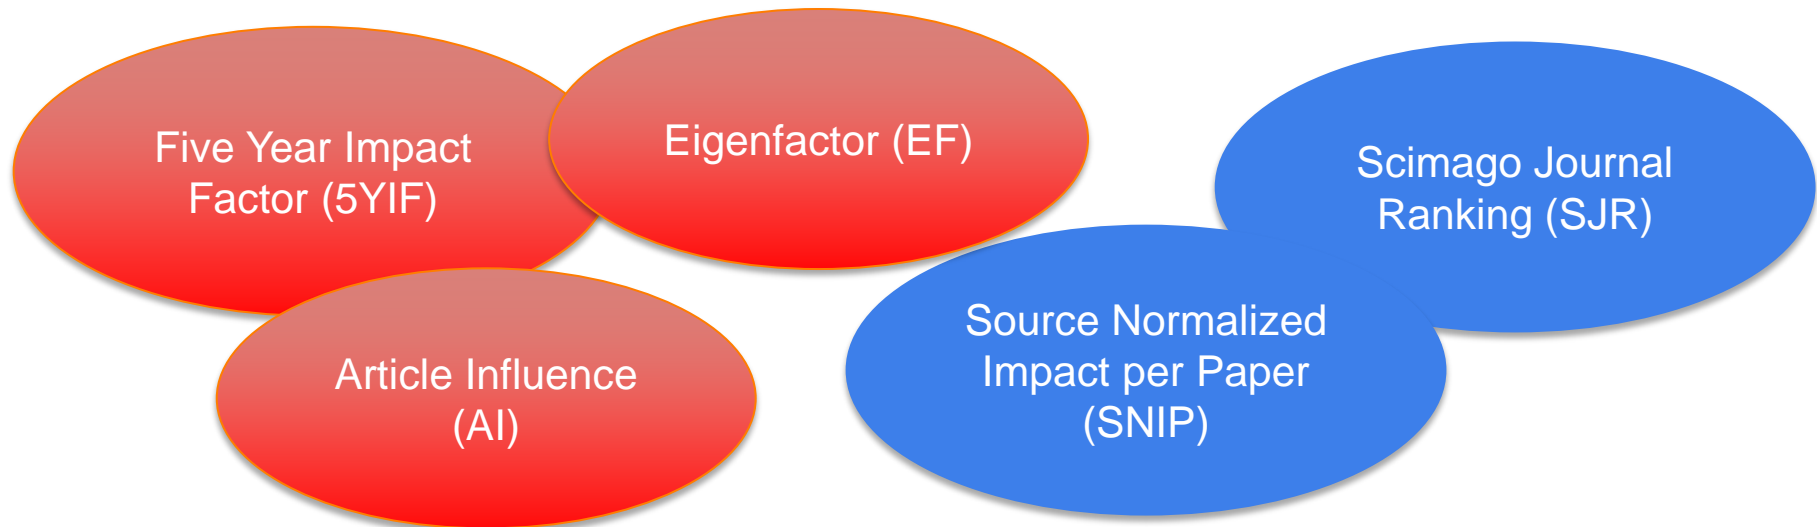 Five Year Impact
Factor (5YIF)
Eigenfactor (EF)
Scimago Journal
Ranking (SJR)
Article Influence
(AI)
Source Normalized
Impact per Paper
(SNIP)